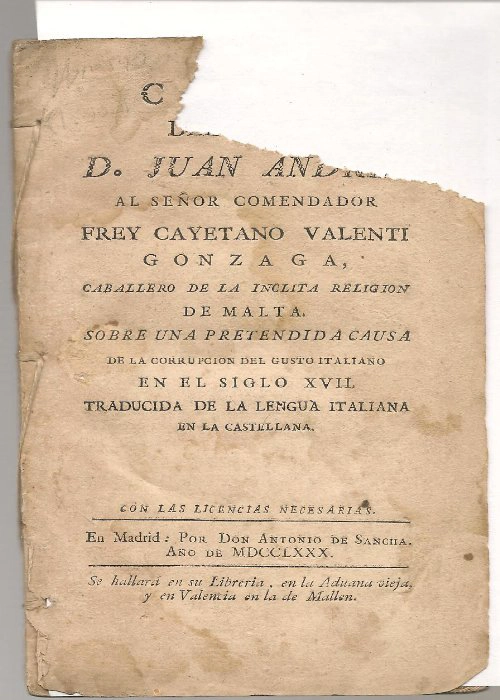 C
D. JUAN ANDR
AL SEÑOR COMENDADOR
FREY CAYETANO VALENTI
GONZAGA,
CABALLERO DE LA INCLITA RELIGION
DE MALTA.
SOBRE UNA PRETENDIDA CAUSA
DE LA CORRUPCION DEL GUSTO ITALIANO
EN EL SIGLO XVII.
TRADUCIDA DE LA LENGUA ITALIANA
EN LA CASTELLANA.
CON LAS LICENCIAS NECESARIAS.
En Madrid: POR DON ANTONIO DE SANCHA.
AÑO DE MDCCLXXX.
Se hallará en su Libreria, en la Aduana vieja,
y en Valencia en la de Mallen.